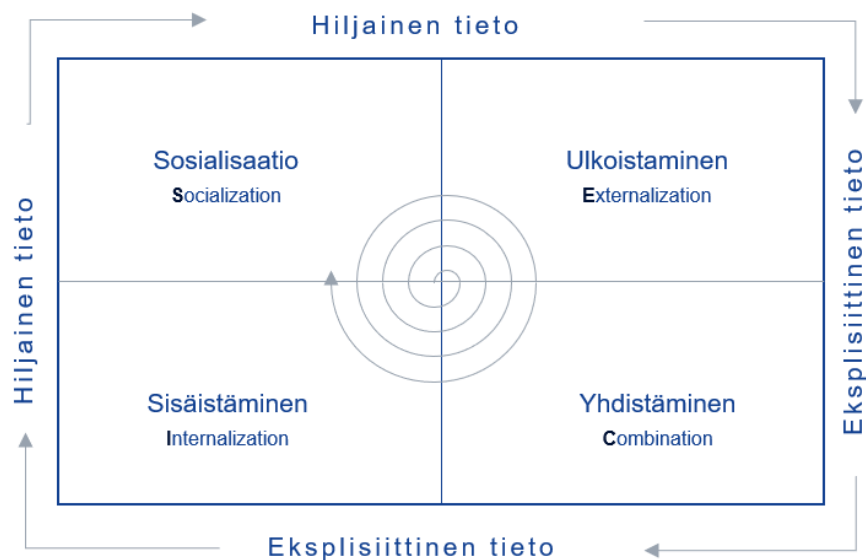 Hiljainen tieto
Hiljainen tieto
Sosialisaatio
Socialization
Ulkoistaminen
Externalization
Eksplisiittinen tieto
Sisäistäminen
Internalization
Yhdistäminen
Combination
Eksplisiittinen tieto